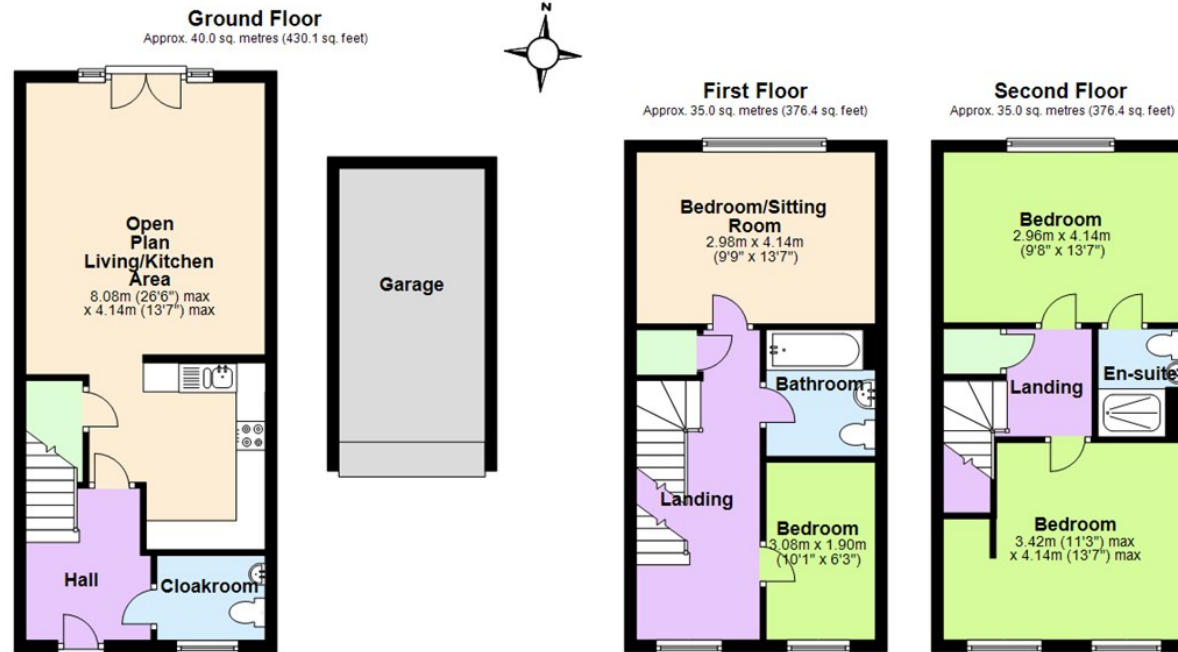 Ground Floor
Approx. 40.0 sq. metres (430.1 sq. feet)
N
Open
Plan
Living/Kitchen
Area
8.08m (26'6") max
x 4.14m (13'7") max
Hall
Cloakroom
Garage
First Floor
Approx. 35.0 sq. metres (376.4 sq. feet)
Bedroom/Sitting
Room
2.98m x 4.14m
(9'9" x 13'7")
Bathroom
Landing
Bedroom
3.08m x 1.90m
(10'1" x 6'3")
Second Floor
Approx. 35.0 sq. metres (376.4 sq. feet)
Bedroom
2.96m x 4.14m
(9'8" x 13'7")
Landing
En-suite
Bedroom
3.42m (11'3") max
x 4.14m (13'7") max